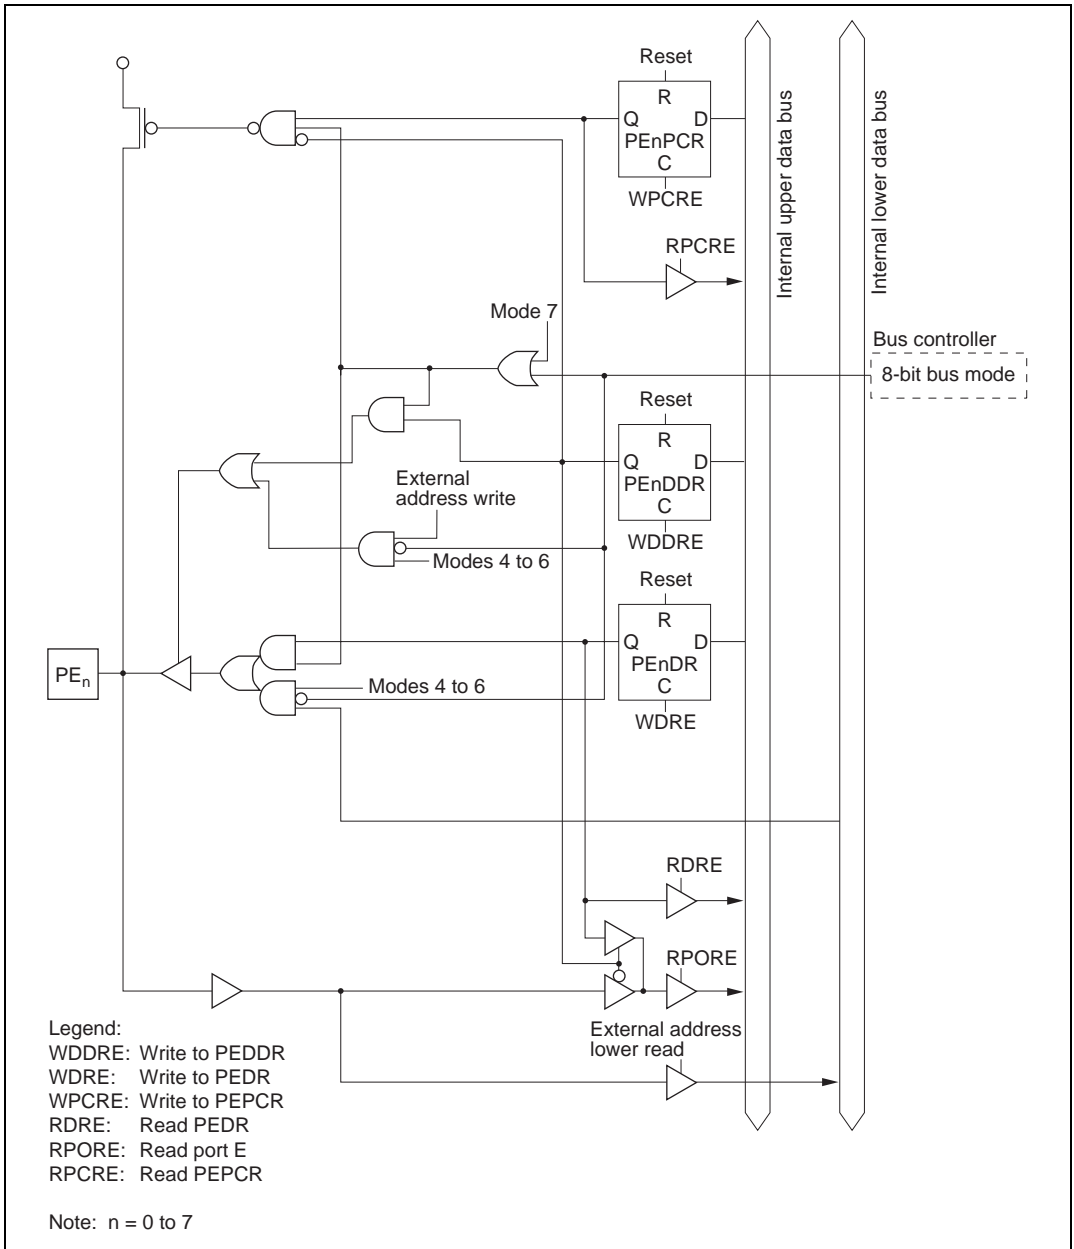 Reset
R
Q D
PEnPCR
C
WPCRE
Internal upper data bus
Internal lower data bus
RPCRE
Mode 7
Bus controller
8-bit bus mode
Reset
R
Q D
PEnDDR
C
WDDRE
External
address write
Modes 4 to 6
Reset
R
Q D
PEnDR
C
WDRE
PEn
Modes 4 to 6
RDRE
RPORE
External address
lower read
Legend:
WDDRE: Write to PEDDR
WDRE: Write to PEDR
WPCRE: Write to PEPCR
RDRE: Read PEDR
RPORE: Read port E
RPCRE: Read PEPCR
Note: n = 0 to 7